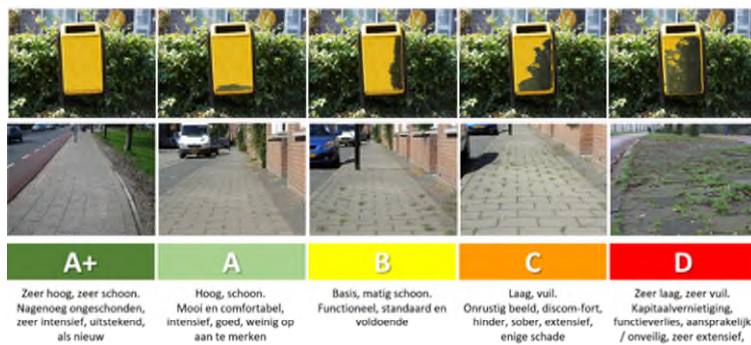 A+
A
B
C
D
Zeer hoog, zeer schoon.
Nagenoeg ongeschonden,
zeer intensief, uitstekend,
als nieuw
Hoog, schoon.
Mooi en comfortabel,
intensief, goed, weinig op
aan te merken
Basis, matig schoon.
Functioneel, standaard en
voldoende
Laag, vuil.
Onrustig beeld, discom-fort,
hinder, sober, extensief,
enige schade
Zeer laag, zeer vuil.
Kapitaalvernietiging,
functieverlies, aansprakelijk
/ onveilig, zeer extensief,